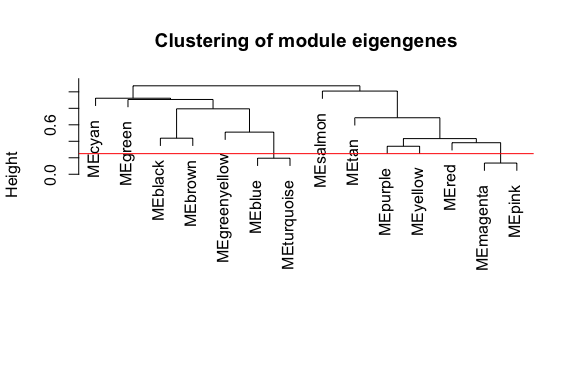 Clustering of module eigengenes
Height
0.0
0.6
MEcyan
MEgreen
MEblack
MEbrown
MEgreenyellow
MEblue
MEturquoise
MEsalmon
MEtan
MEpurple
MEyellow
MEred
MEmagenta
MEpink